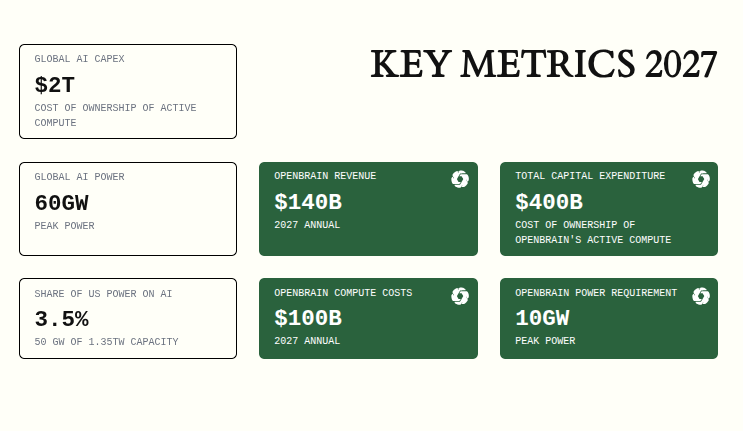 KEY METRICS 2027
GLOBAL AI CAPEX
$2T
COST OF OWNERSHIP OF ACTIVE
COMPUTE
GLOBAL AI POWER
60GW
PEAK POWER
OPENBRAIN REVENUE
$140B
2027 ANNUAL
TOTAL CAPITAL EXPENDITURE
$400B
COST OF OWNERSHIP OF
OPENBRAIN'S ACTIVE COMPUTE
SHARE OF US POWER ON AI
3.5%
50 GW OF 1.35TW CAPACITY
OPENBRAIN COMPUTE COSTS
$100B
2027 ANNUAL
OPENBRAIN POWER REQUIREMENT
10GW
PEAK POWER